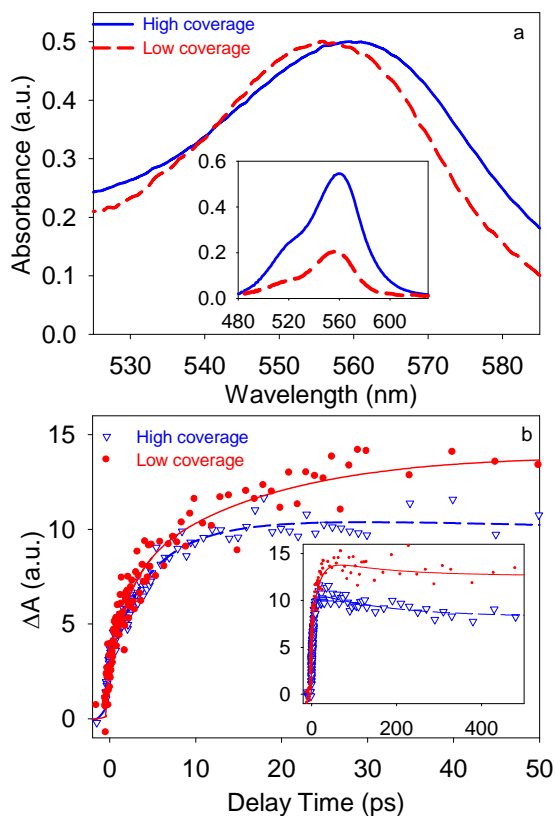 High coverage
Low coverage
a
0.5
0.4
0.3
0.2
0.1
0.0
Absorbance (a.u.)
0.6
0.4
0.2
0.0
480 520 560 600
530 540 550 560 570 580
Wavelength (nm)
High coverage
Low coverage
b
15
10
5
0
ΔA (a.u.)
15
10
5
0
0 200 400
0 10 20 30 40 50
Delay Time (ps)